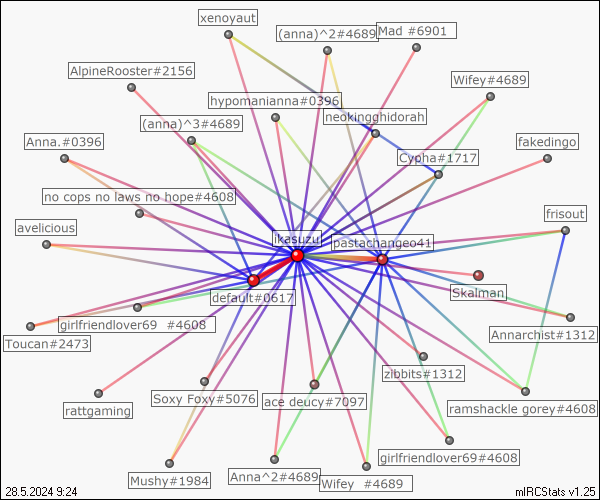 xenoyaut
(anna)^2#4689
Mad #6901
AlpineRooster#2156
Wifey#4689
hypomanianna#0396
neokingghidorah
(anna)^3#4689
Anna.#0396
Cypha#1717
fakedingo
no cops no laws no hope#4608
frisout
avelicious
ikasuzu
pastachangeo41
Skalman
default#0617
girlfriendlover69 #4608
Annarchist#1312
Toucan#2473
zlbbits#1312
rattgaming
Soxy Foxy#5076
ace deucy#7097
ramshackle gorey#4608
girlfriendlover69#4608
Mushy#1984
Anna^2#4689
Wifey #4689
28.5.2024 9:24
mIRCStats v1.25